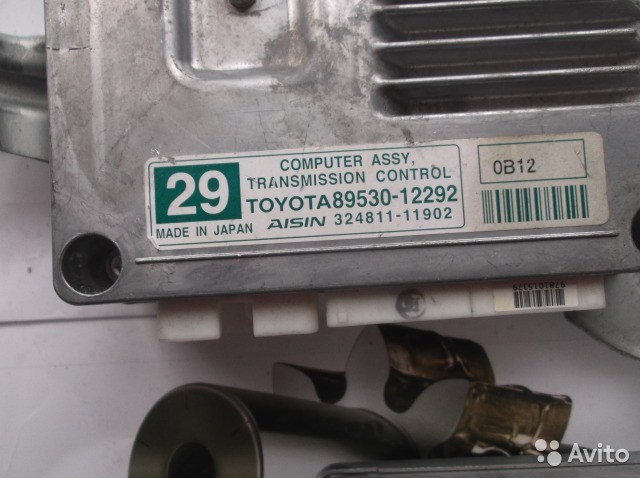 29
COMPUTER ASSY,
TRANSMISSION CONTROL
TOYOTA89530-12292
MADE IN JAPAN
AISIN 324811-11902
0B12
Avito